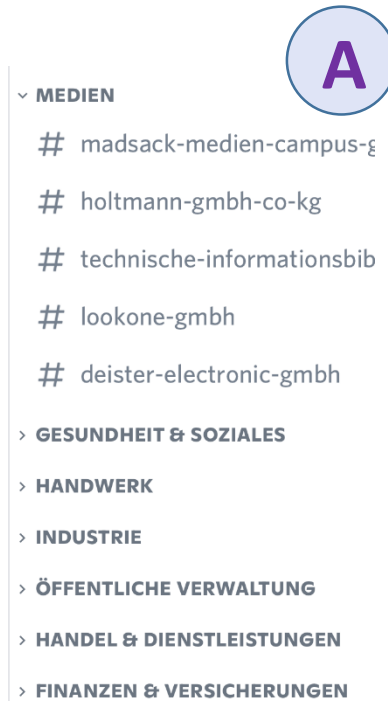 A
MEDIEN
# madsack-medien-campus-g
# holtmann-gmbh-co-kg
# technische-informationsbib
# lookone-gmbh
# deister-electronic-gmbh
GESUNDHEIT & SOZIALES
HANDWERK
INDUSTRIE
ÖFFENTLICHE VERWALTUNG
HANDEL & DIENSTLEISTUNGEN
FINANZEN & VERSICHERUNGEN